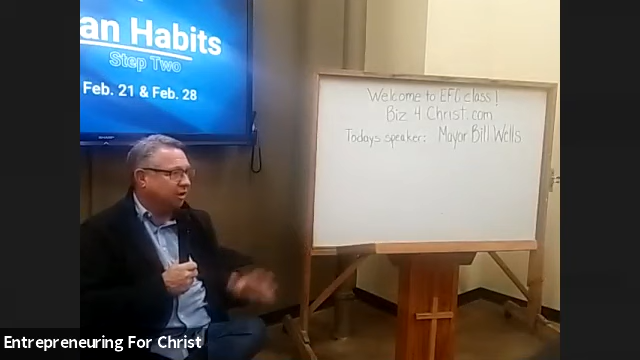 an Habits
Step Two
Feb. 21 & Feb. 28
Welcome to EFC class!
Biz 4 Christ.com
Todays speaker: Mayor Bill Wells
Entrepreneuring For Christ